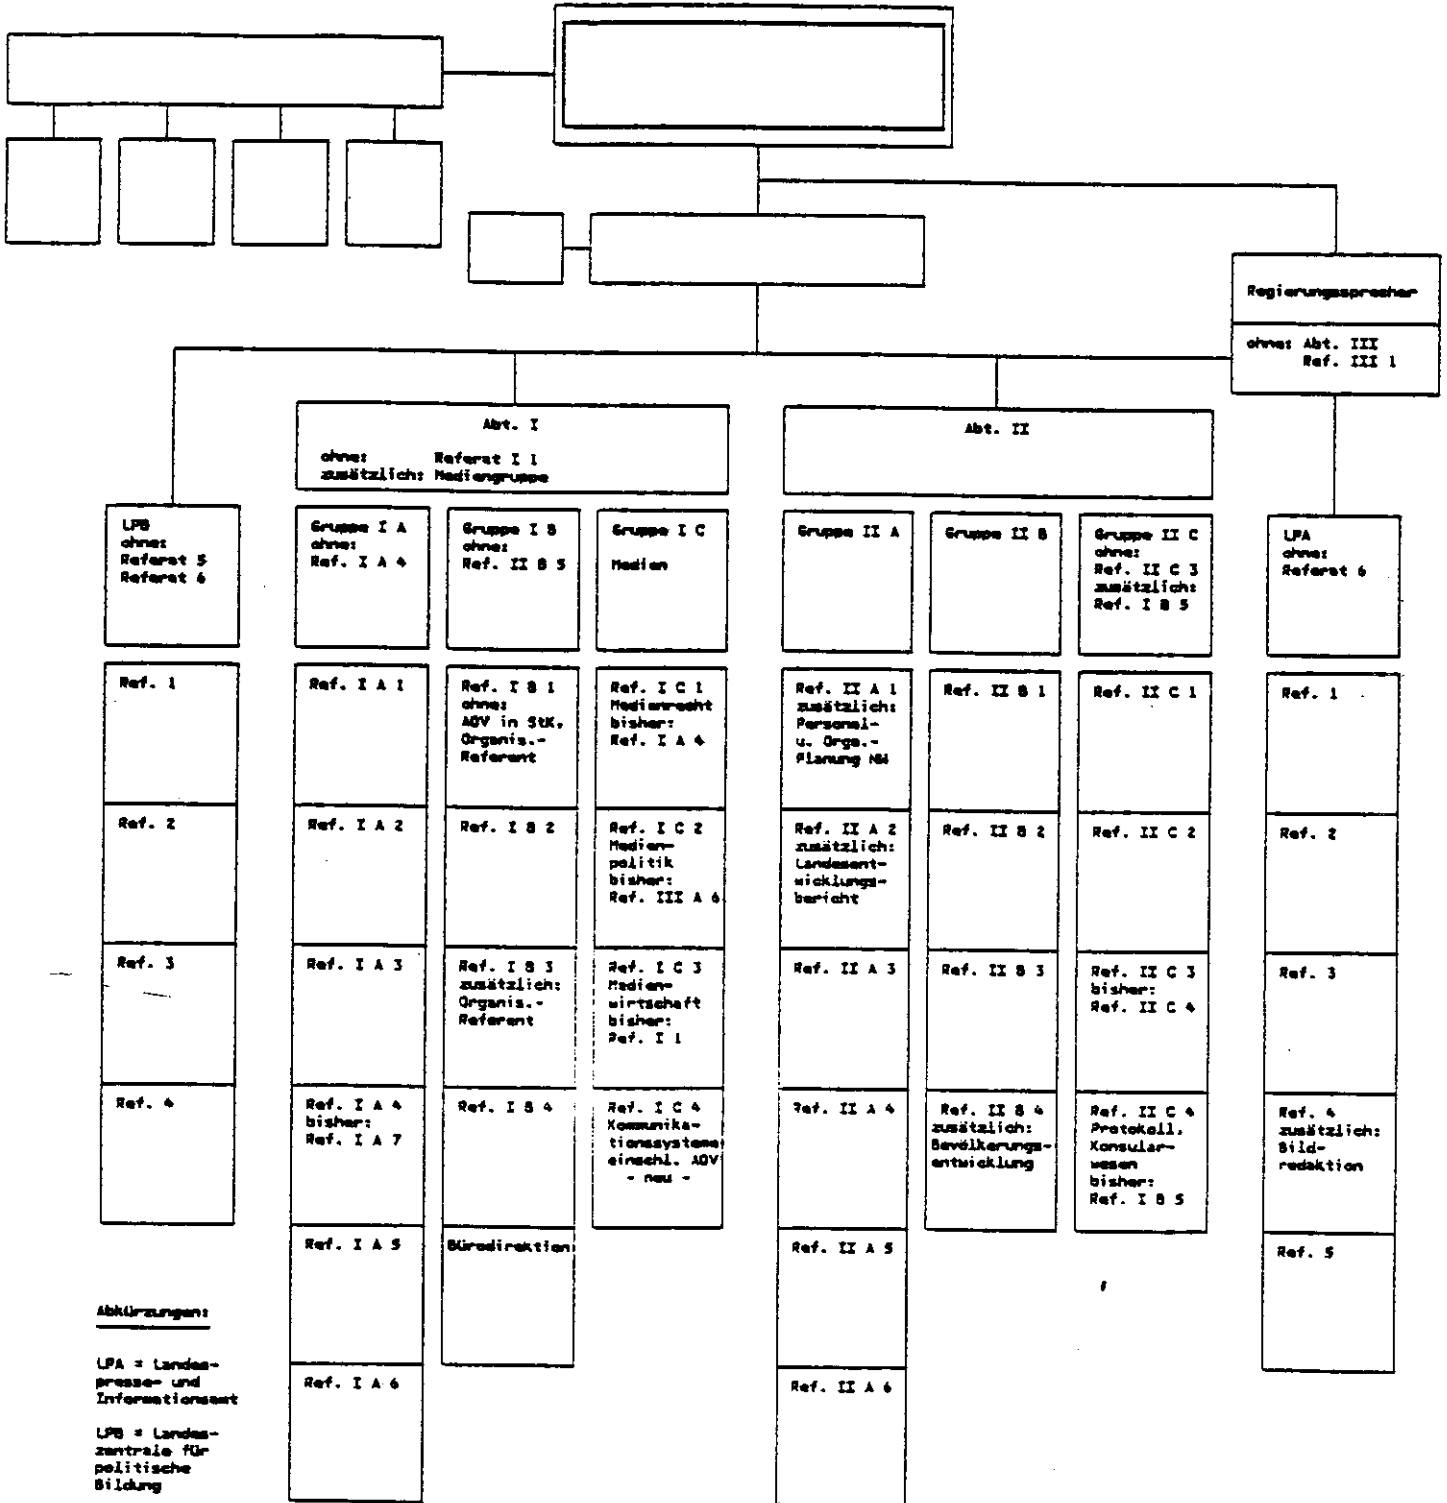 Regierungssprecher
ohne: Abt. III
Ref. III 1
Abt. I
ohne: Referat I 1
zusätzlich: Mediengruppe
Abt. II
LPB
ohne:
Referat 5
Referat 6
Gruppe I A
ohne:
Ref. I A 4
Gruppe I B
ohne:
Ref. II B 5
Gruppe I C
Medien
Gruppe II A
Gruppe II B
Gruppe II C
ohne:
Ref. II C 3
zusätzlich:
Ref. I B 5
LPA
ohne:
Referat 6
Ref. 1
Ref. 2
Ref. 3
Ref. 4
Ref. I A 1
Ref. I A 2
Ref. I A 3
Ref. I A 4
bisher:
Ref. I A 7
Ref. I A 5
Ref. I A 6
Ref. I B 1
ohne:
ADV in StK,
Organis.-
Referent
Ref. I B 2
Ref. I B 3
zusätzlich:
Organis.-
Referent
Ref. I B 4
Bürodirektion
Ref. I C 1
Medienrecht
bisher:
Ref. I A 4
Ref. I C 2
Medien-
politik
bisher:
Ref. III A 6
Ref. I C 3
Medien-
wirtschaft
bisher:
Ref. I 1
Ref. I C 4
Kommunika-
tionssysteme
einschl. ADV
- neu -
Ref. II A 1
zusätzlich:
Personal-
u. Orga.-
Planung NW
Ref. II A 2
zusätzlich:
Landesent-
wicklungs-
bericht
Ref. II A 3
Ref. II A 4
Ref. II A 5
Ref. II A 6
Ref. II B 1
Ref. II B 2
Ref. II B 3
Ref. II B 4
zusätzlich:
Bevölkerungs-
entwicklung
Ref. II C 1
Ref. II C 2
Ref. II C 3
bisher:
Ref. II C 4
Ref. II C 4
Protokoll,
Konsular-
wesen
bisher:
Ref. I B 5
Ref. 1
Ref. 2
Ref. 3
Ref. 4
zusätzlich:
Bild-
redaktion
Ref. 5
Abkürzungen:
LPA = Landes-
presse- und
Informationsamt
LPB = Landes-
zentrale für
politische
Bildung